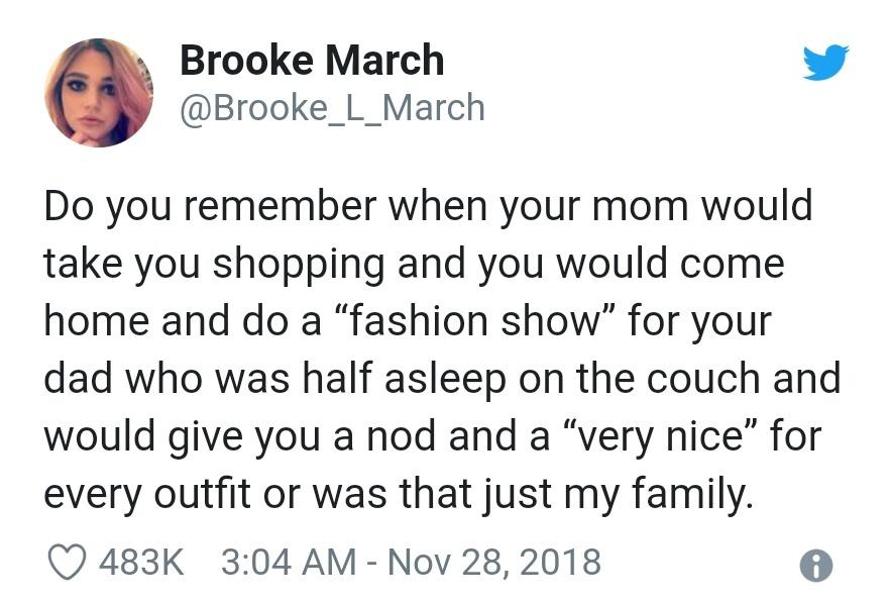 Brooke March
@Brooke_L_March
Do you remember when your mom would
take you shopping and you would come
home and do a “fashion show” for your
dad who was half asleep on the couch and
would give you a nod and a “very nice” for
every outfit or was that just my family.
483K 3:04 AM - Nov 28, 2018